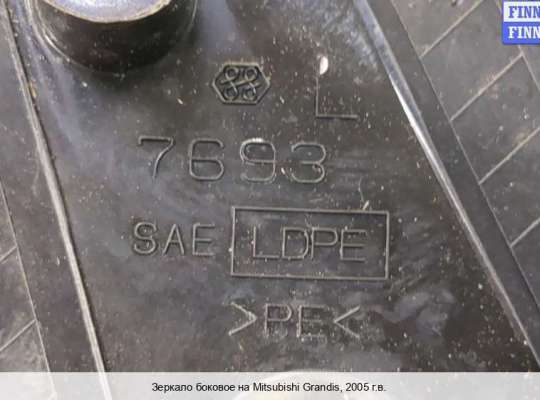 FINN
FINN
L
7693
SAE LDPE
>PE<
Зеркало боковое на Mitsubishi Grandis, 2005 г.в.